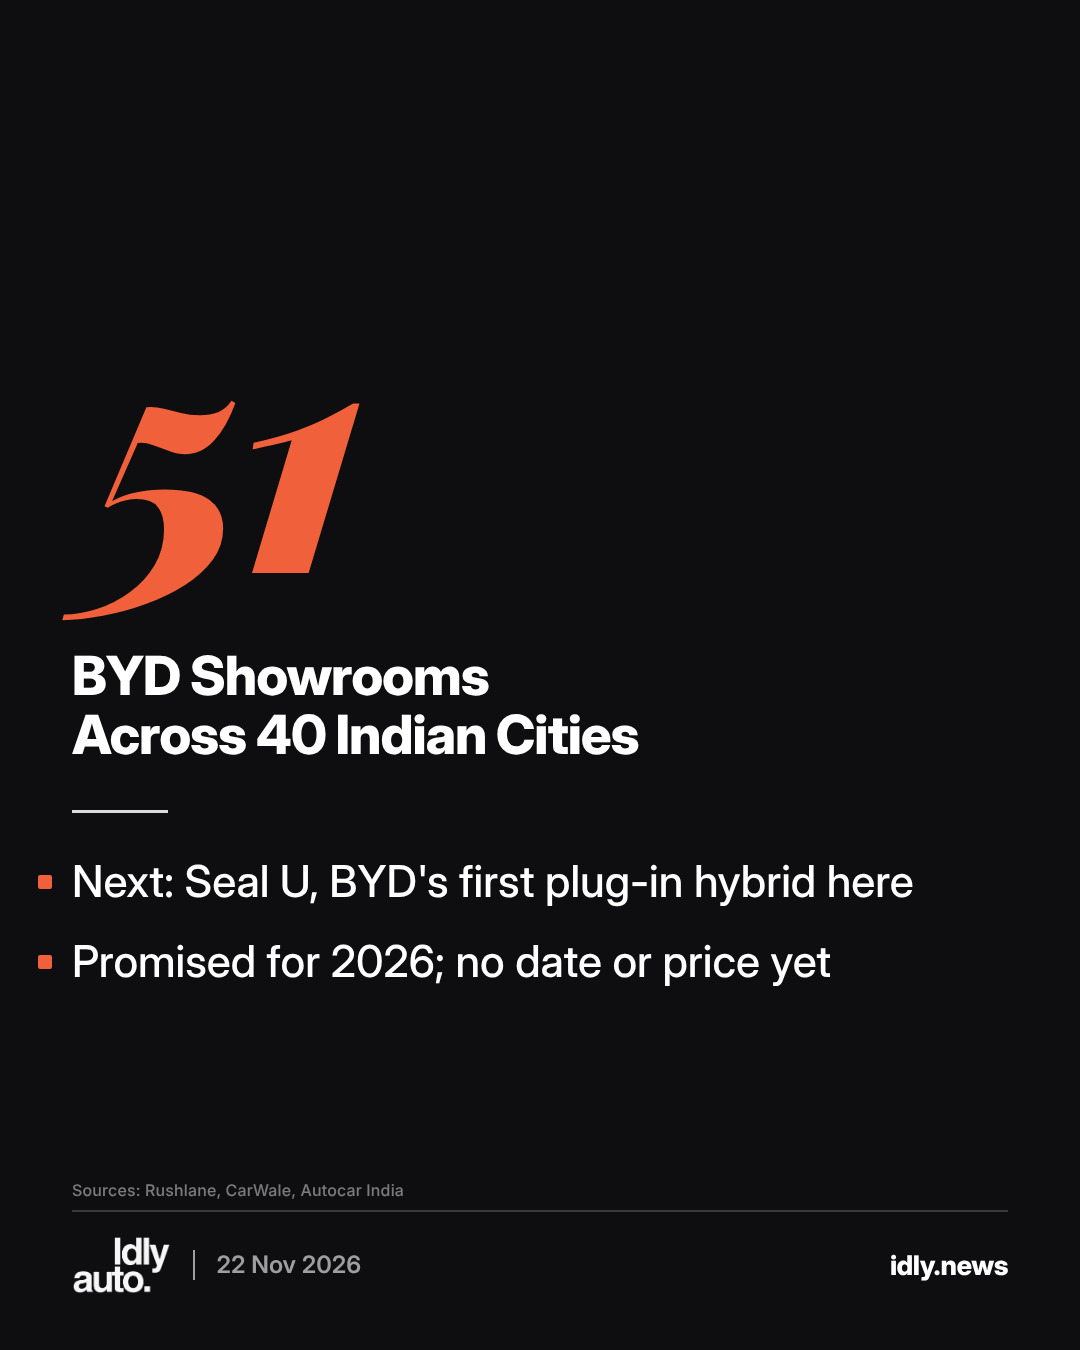 51
BYD Showrooms
Across 40 Indian Cities
Next: Seal U, BYD's first plug-in hybrid here
Promised for 2026; no date or price yet
Sources: Rushlane, CarWale, Autocar India
Idly
auto.
22 Nov 2026
idly.news